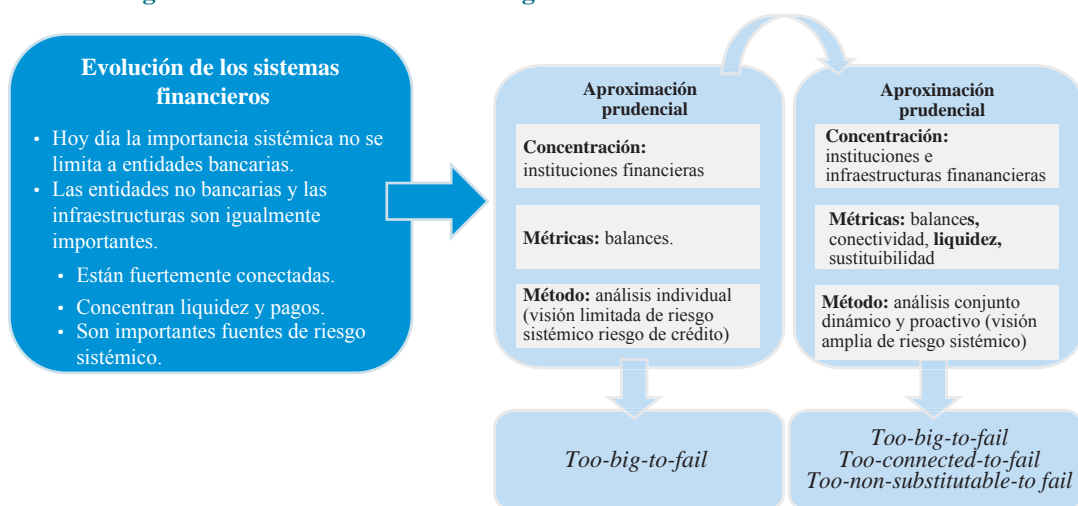 Evolución de los sistemas
financieros
• Hoy día la importancia sistémica no se
limita a entidades bancarias.
• Las entidades no bancarias y las
infraestructuras son igualmente
importantes.
• Están fuertemente conectadas.
• Concentran liquidez y pagos.
• Son importantes fuentes de riesgo
sistémico.
Aproximación
prudencial
Concentración:
instituciones financieras
Métricas: balances.
Método: análisis individual
(visión limitada de riesgo
sistémico riesgo de crédito)
Too-big-to-fail
Aproximación
prudencial
Concentración:
instituciones e
infraestructuras finanancieras
Métricas: balances,
conectividad, liquidez,
sustituibilidad
Método: análisis conjunto
dinámico y proactivo (visión
amplia de riesgo sistémico)
Too-big-to-fail
Too-connected-to-fail
Too-non-substitutable-to fail